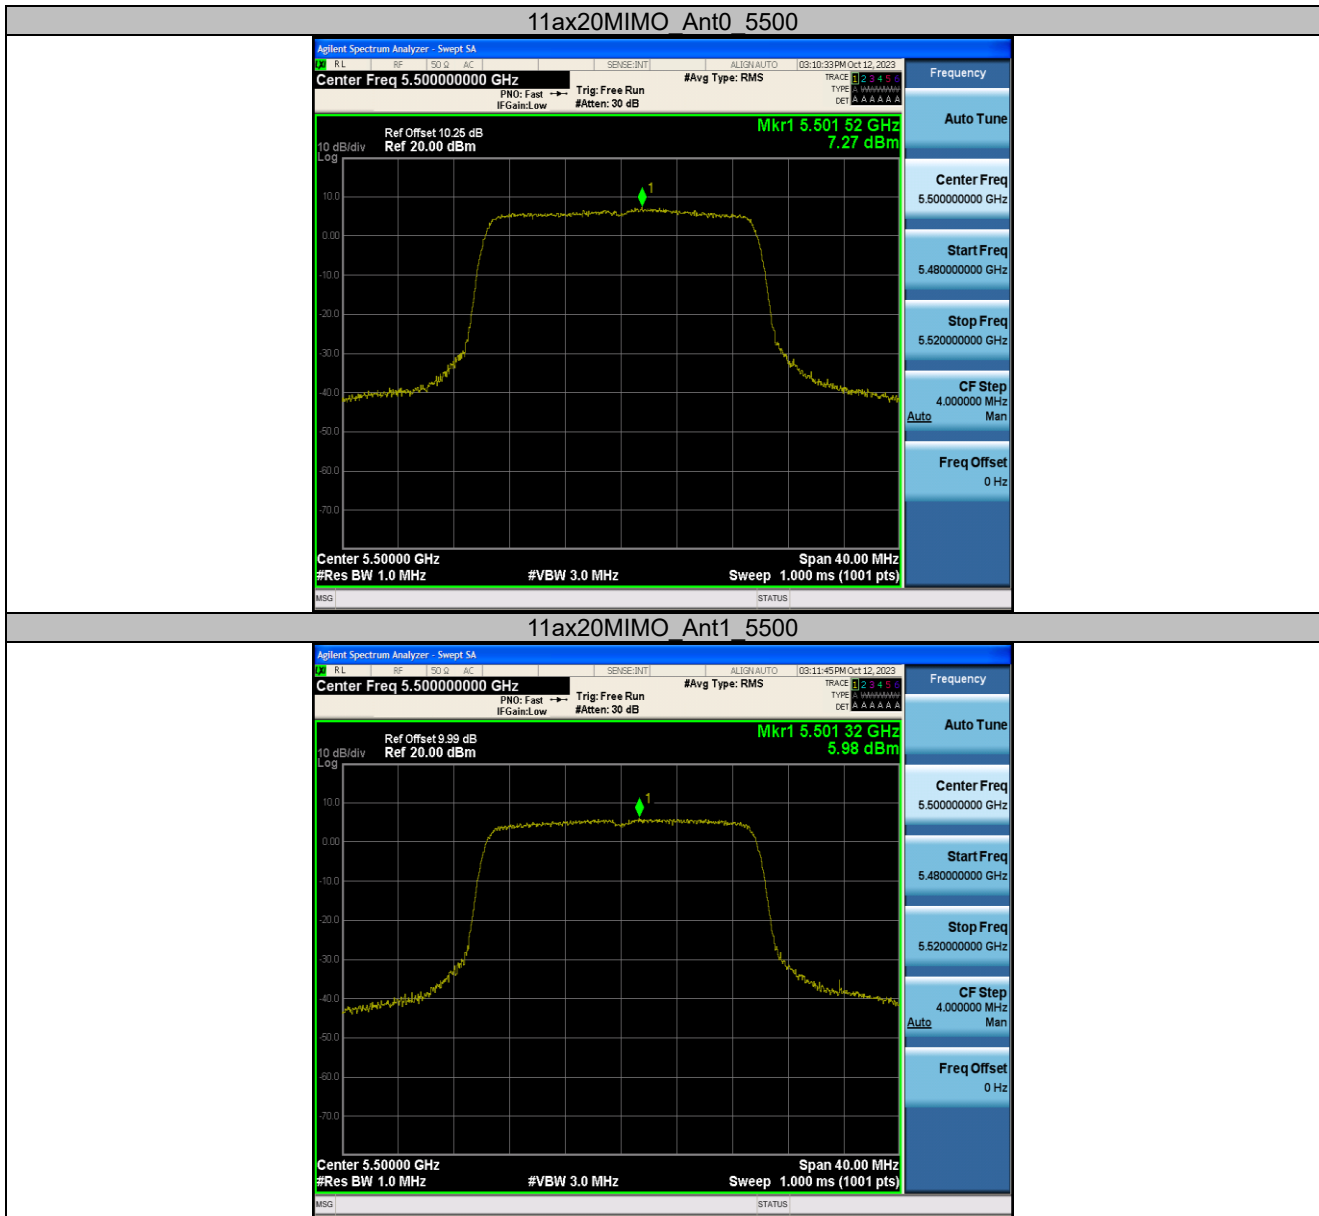 11ax20MIMO_Ant0_5500
Agilent Spectrum Analyzer - Swept SA
RL RF 50 Ω AC SENSE:INT ALIGN AUTO 03:10:33 PM Oct 12, 2023
Center Freq 5.500000000 GHz #Avg Type: RMS TRACE 1 2 3 4 5 6
PNO: Fast Trig: Free Run TYPE
IFGain:Low #Atten: 30 dB DET A A A A A A
Mkr1 5.501 52 GHz
7.27 dBm
Ref Offset 10.25 dB
10 dB/div Ref 20.00 dBm
Log
10.0
0.00
-10.0
-20.0
-30.0
-40.0
-50.0
-60.0
-70.0
1
Center 5.50000 GHz Span 40.00 MHz
#Res BW 1.0 MHz #VBW 3.0 MHz Sweep 1.000 ms (1001 pts)
MSG STATUS
Frequency
Auto Tune
Center Freq
5.500000000 GHz
Start Freq
5.480000000 GHz
Stop Freq
5.520000000 GHz
CF Step
4.000000 MHz
Auto Man
Freq Offset
0 Hz
11ax20MIMO_Ant1_5500
Agilent Spectrum Analyzer - Swept SA
RL RF 50 Ω AC SENSE:INT ALIGN AUTO 03:11:45 PM Oct 12, 2023
Center Freq 5.500000000 GHz #Avg Type: RMS TRACE 1 2 3 4 5 6
PNO: Fast Trig: Free Run TYPE
IFGain:Low #Atten: 30 dB DET A A A A A A
Mkr1 5.501 32 GHz
5.98 dBm
Ref Offset 9.99 dB
10 dB/div Ref 20.00 dBm
Log
10.0
0.00
-10.0
-20.0
-30.0
-40.0
-50.0
-60.0
-70.0
1
Center 5.50000 GHz Span 40.00 MHz
#Res BW 1.0 MHz #VBW 3.0 MHz Sweep 1.000 ms (1001 pts)
MSG STATUS
Frequency
Auto Tune
Center Freq
5.500000000 GHz
Start Freq
5.480000000 GHz
Stop Freq
5.520000000 GHz
CF Step
4.000000 MHz
Auto Man
Freq Offset
0 Hz